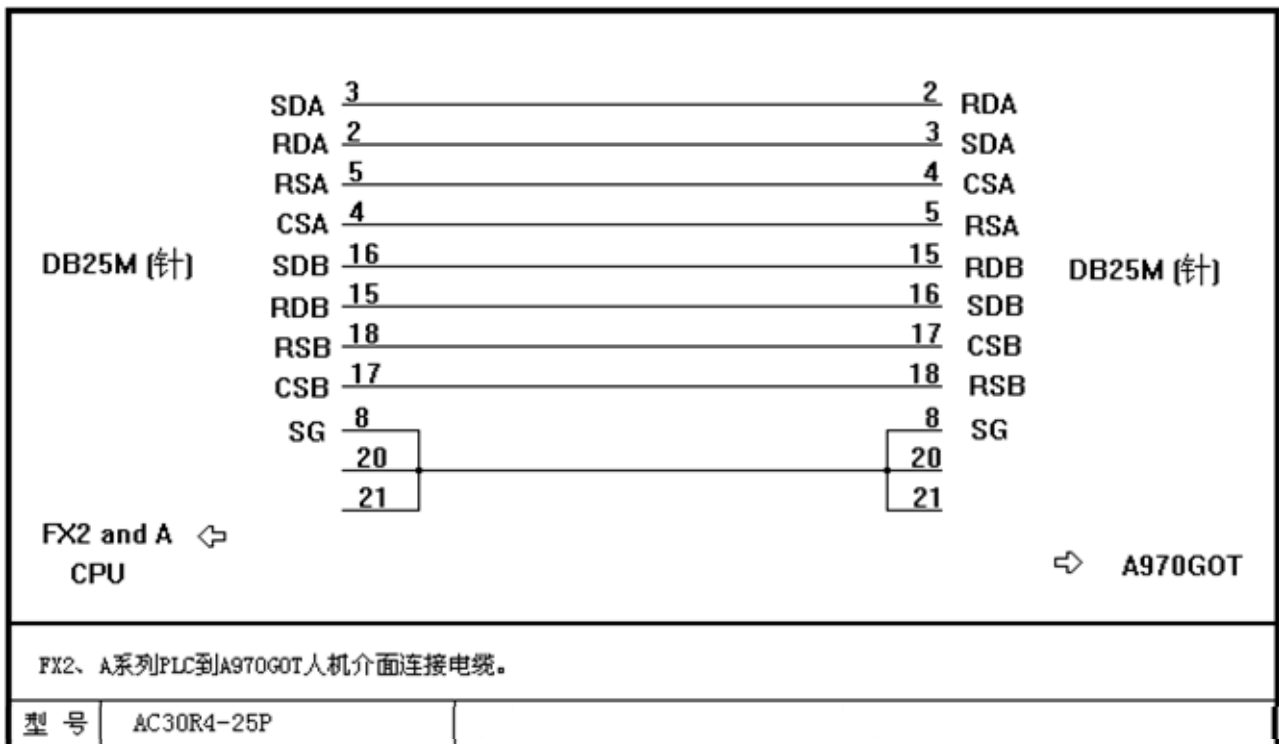 SDA 3 2 RDA
RDA 2 3 SDA
RSA 5 4 CSA
CSA 4 5 RSA
DB25M (针) SDB 16 15 RDB DB25M (针)
RDB 15 16 SDB
RSB 18 17 CSB
CSB 17 18 RSB
SG 8 8 SG
20 20
21 21
FX2 and A
CPU
A970GOT
FX2、A系列PLC到A970GOT人机介面连接电缆。
型 号 AC30R4-25P